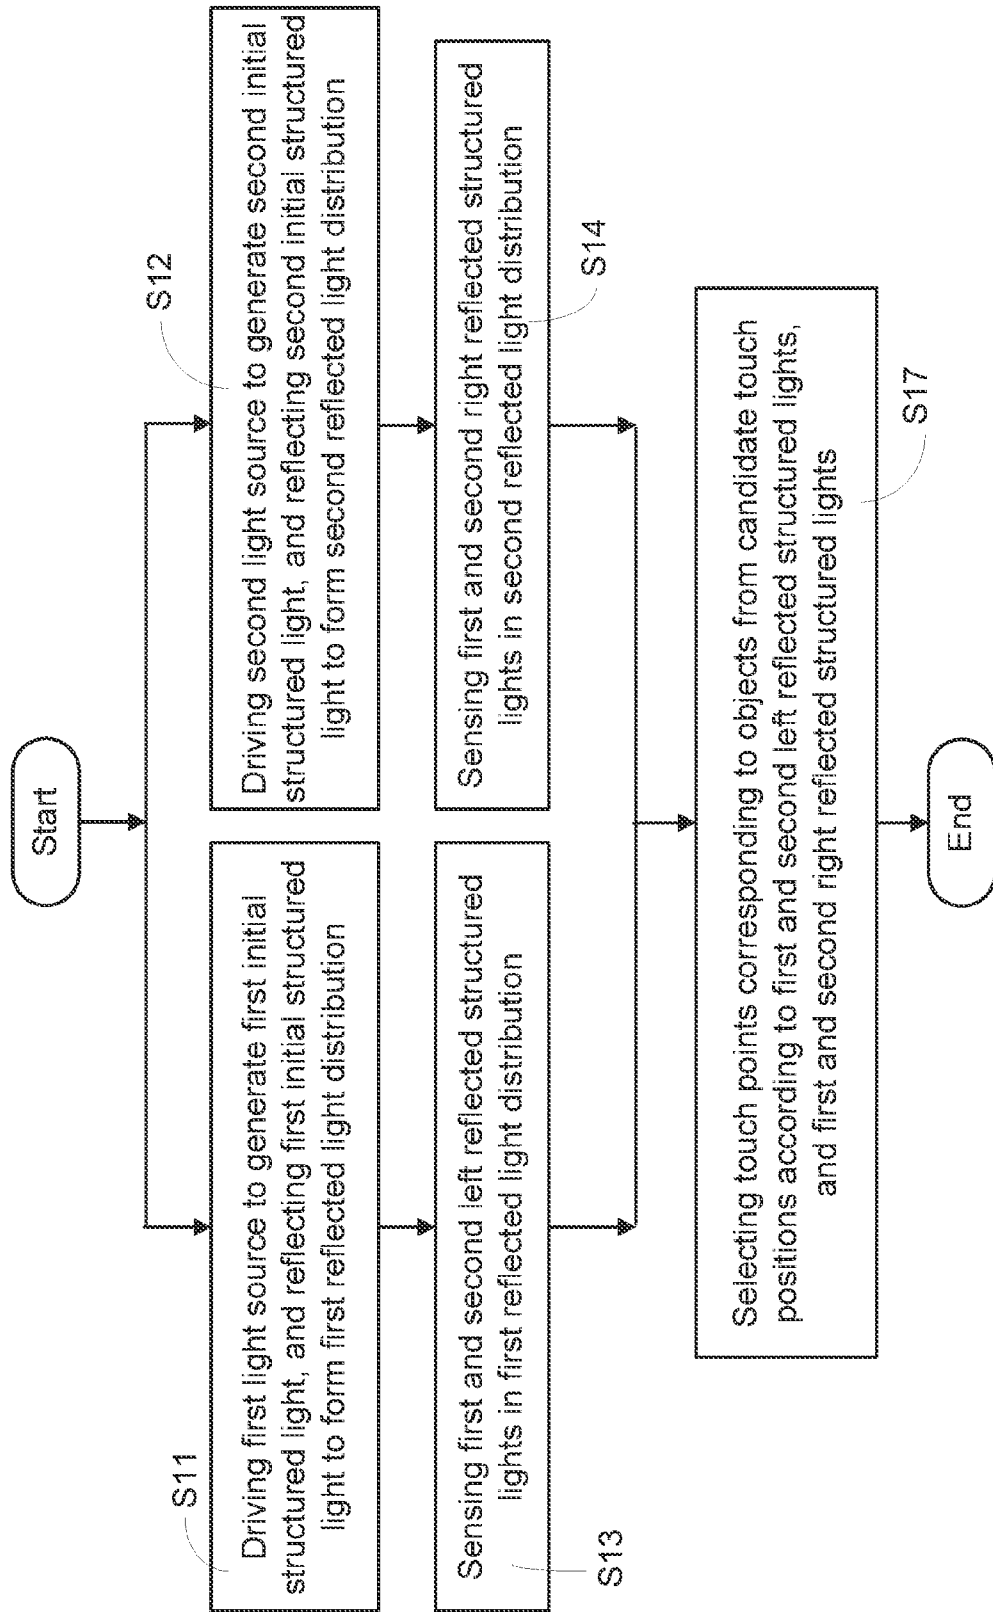 Start
S11
Driving first light source to generate first initial
structured light, and reflecting first initial structured
light to form first reflected light distribution
S12
Driving second light source to generate second initial
structured light, and reflecting second initial structured
light to form second reflected light distribution
S13
Sensing first and second left reflected structured
lights in first reflected light distribution
S14
Sensing first and second right reflected structured
lights in second reflected light distribution
Selecting touch points corresponding to objects from candidate touch
positions according to first and second left reflected structured lights,
and first and second right reflected structured lights
S17
End